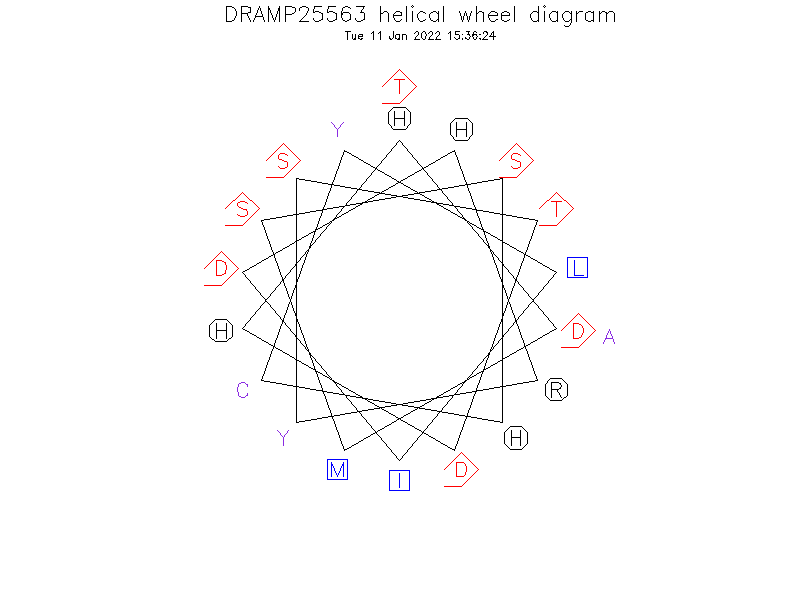 DRAMP25563 helical wheel diagram
Tue 11 Jan 2022 15:36:24
T
Y H H
S S
S T
D L
H D A
C R
Y H
M I D